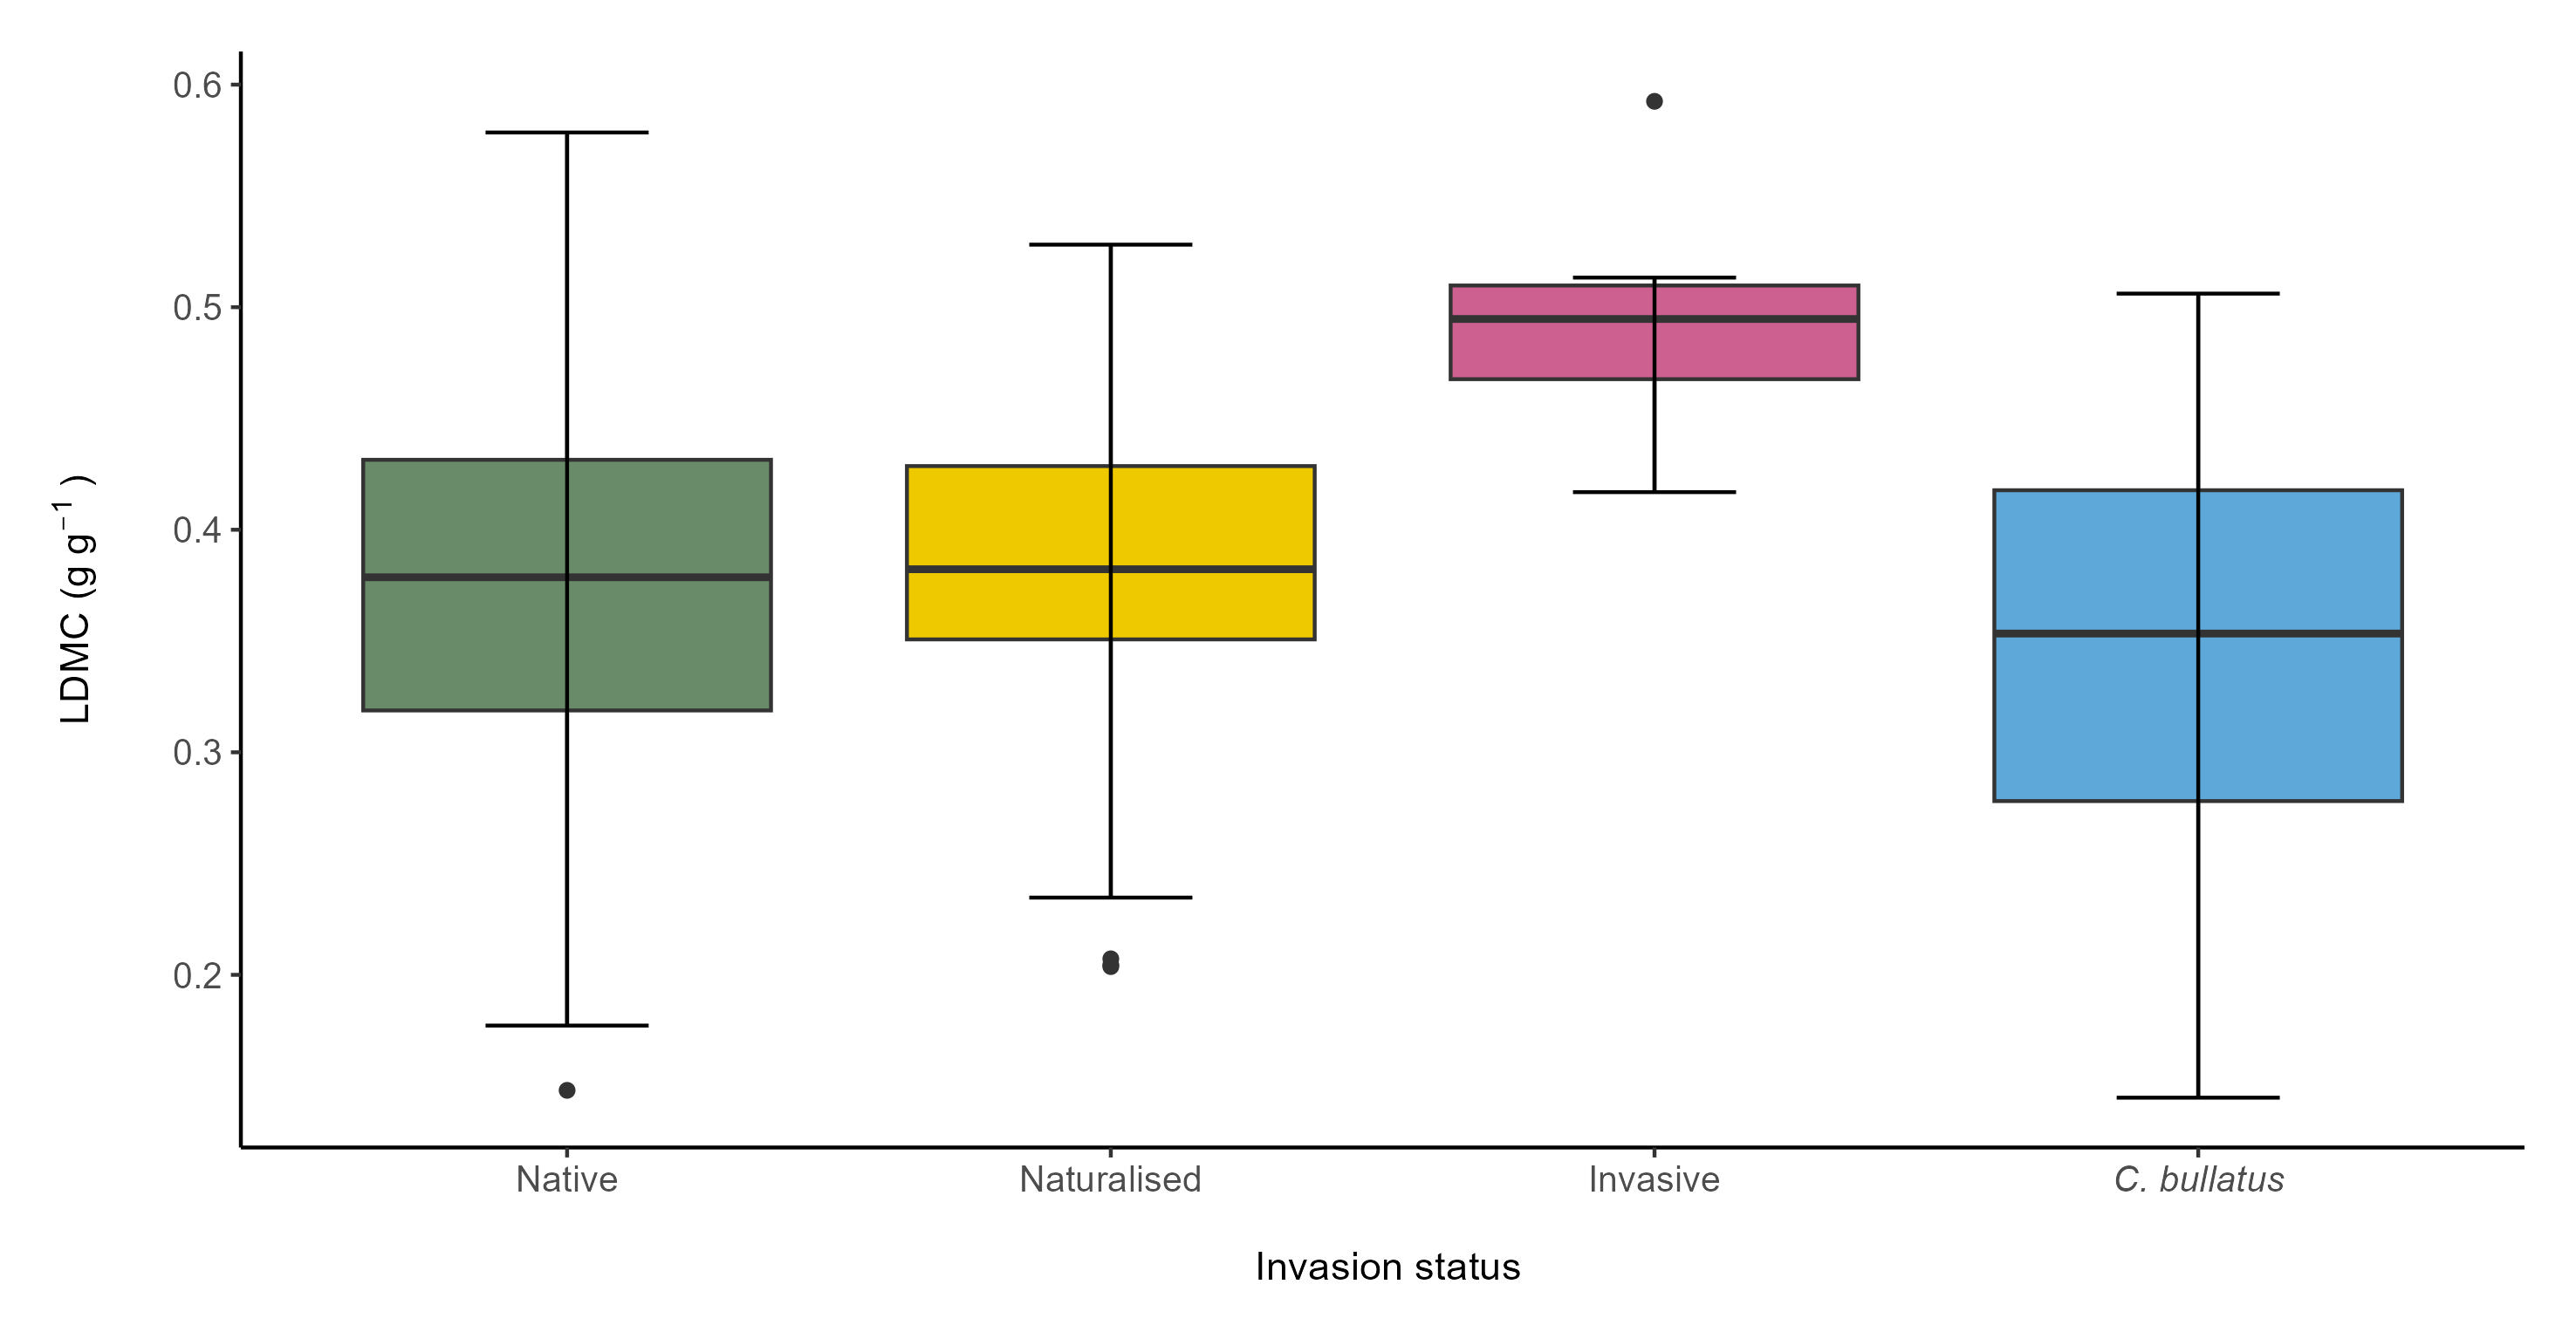 LDMC (g g⁻¹ )
0.6
0.5
0.4
0.3
0.2
Native
Naturalised
Invasive
C. bullatus
Invasion status